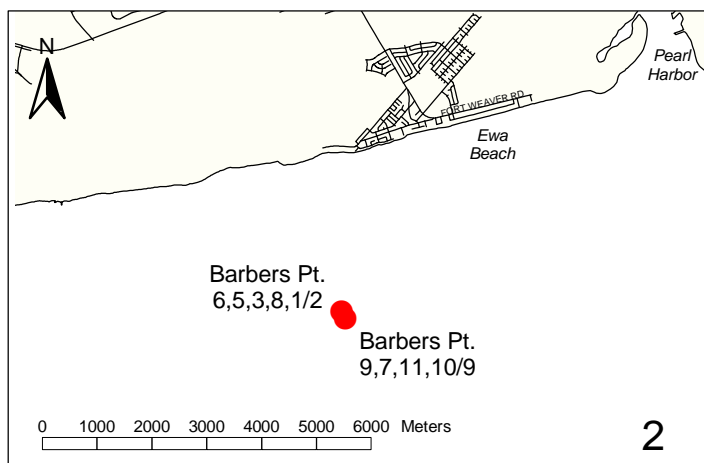 N
Pearl
Harbor
FORT WEAVER RD
Ewa
Beach
Barbers Pt.
6,5,3,8,1/2
Barbers Pt.
9,7,11,10/9
0 1000 2000 3000 4000 5000 6000 Meters
2